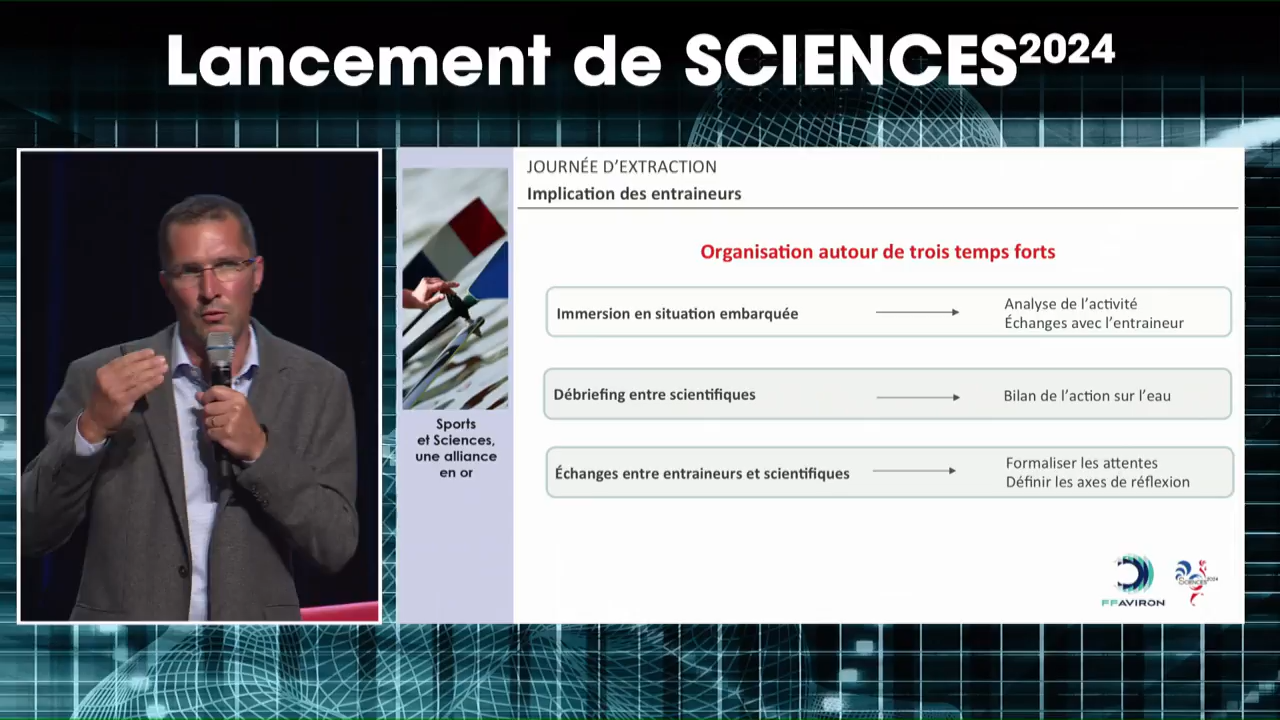 Lancement de SCIENCES²⁰²⁴
JOURNÉE D'EXTRACTION
Implication des entraineurs
Organisation autour de trois temps forts
Immersion en situation embarquée
Analyse de l'activité
Échanges avec l'entraineur
Débriefing entre scientifiques
Bilan de l'action sur l'eau
Échanges entre entraineurs et scientifiques
Formaliser les attentes
Définir les axes de réflexion
Sports
et Sciences,
une alliance
en or
FFAVIRON
SCIENCES 2024